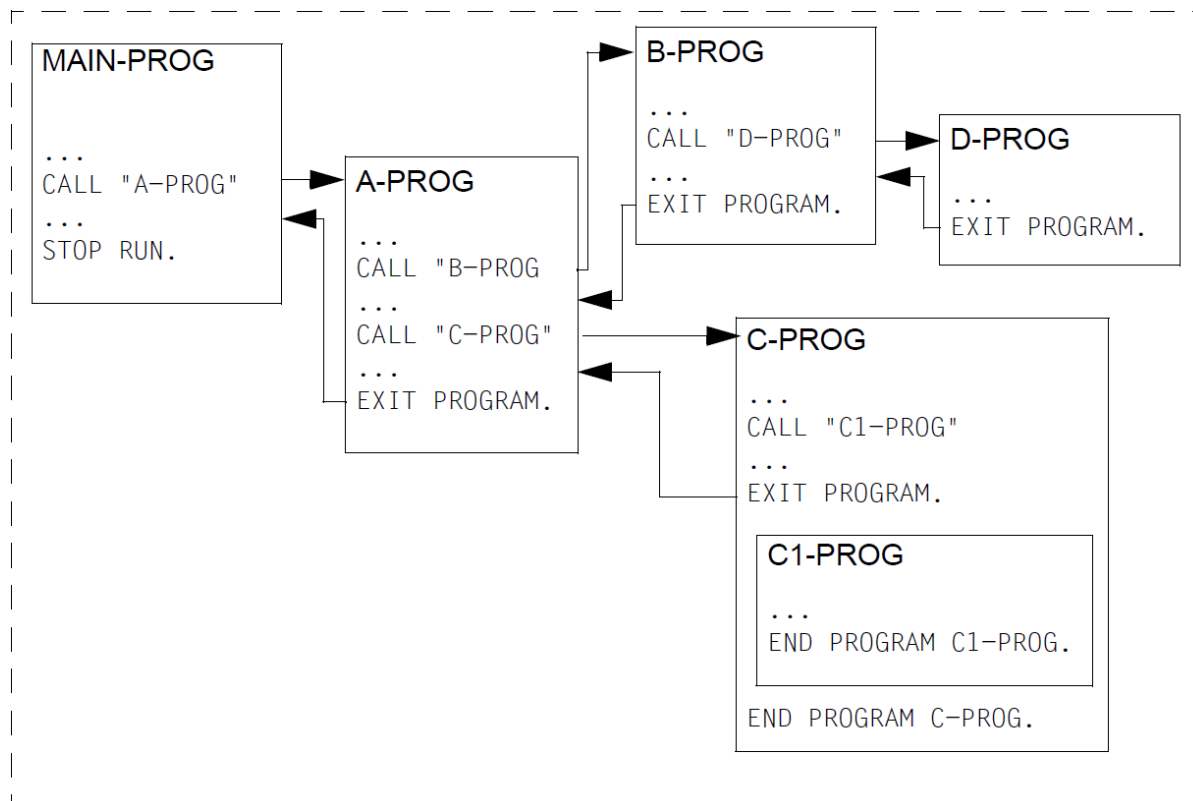 MAIN-PROG
...
CALL "A-PROG"
...
STOP RUN.
A-PROG
...
CALL "B-PROG
...
CALL "C-PROG"
...
EXIT PROGRAM.
B-PROG
...
CALL "D-PROG"
...
EXIT PROGRAM.
D-PROG
...
EXIT PROGRAM.
C-PROG
...
CALL "C1-PROG"
...
EXIT PROGRAM.
C1-PROG
...
END PROGRAM C1-PROG.
END PROGRAM C-PROG.